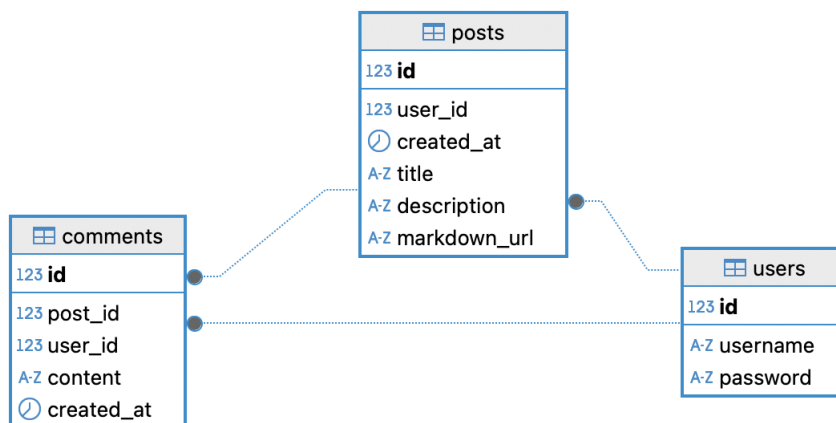 posts
123 id
123 user_id
created_at
A-Z title
A-Z description
A-Z markdown_url
comments
123 id
123 post_id
123 user_id
A-Z content
created_at
users
123 id
A-Z username
A-Z password